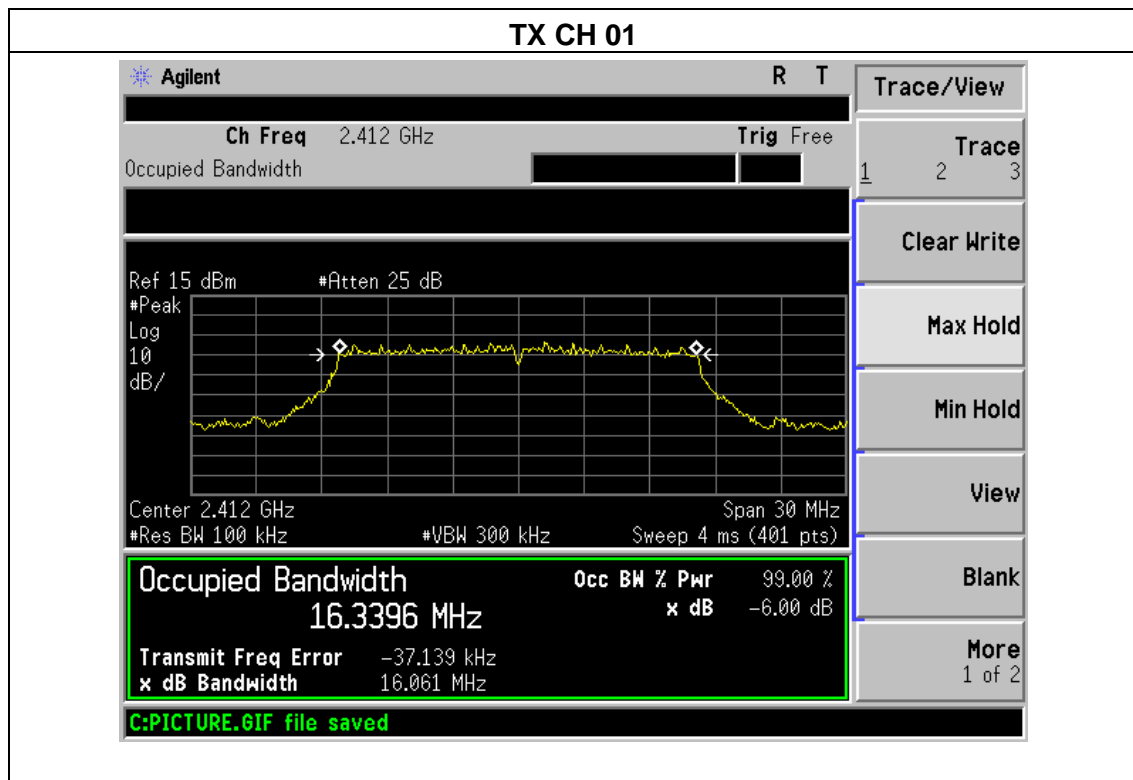 TX CH 01
Agilent R T
Ch Freq 2.412 GHz Trig Free
Occupied Bandwidth
Ref 15 dBm #Atten 25 dB
#Peak
Log
10
dB/
Center 2.412 GHz Span 30 MHz
#Res BW 100 kHz #VBW 300 kHz Sweep 4 ms (401 pts)
Occupied Bandwidth Occ BW % Pwr 99.00 %
16.3396 MHz x dB -6.00 dB
Transmit Freq Error -37.139 kHz
x dB Bandwidth 16.061 MHz
C:PICTURE.GIF file saved
Trace/View
Trace
1 2 3
Clear Write
Max Hold
Min Hold
View
Blank
More
1 of 2